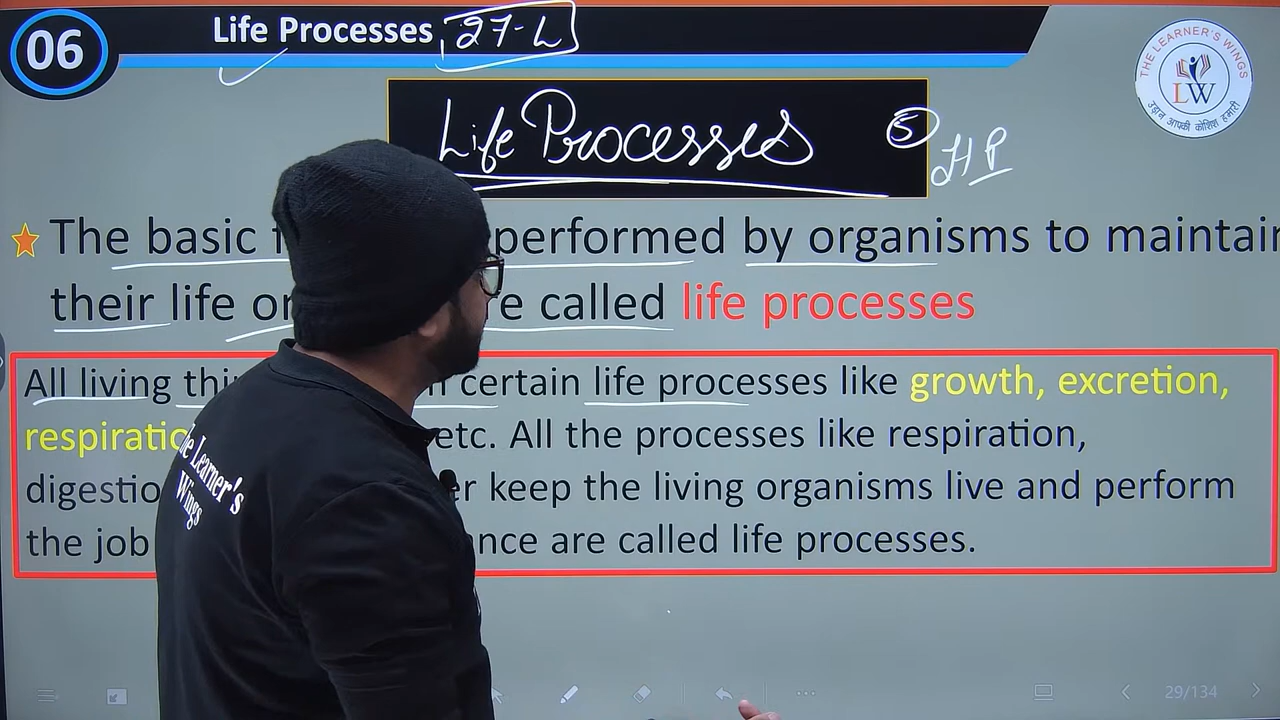 06
Life Processes 27-L
THE LEARNER'S WINGS
LW
उड़ान आपकी कोशिश हमारी
Life Processes 5 HP
The basic performed by organisms to maintain
their life are called life processes
All living certain life processes like growth, excretion,
etc. All the processes like respiration,
keep the living organisms live and perform
the job are called life processes.
The Learner's
Wings
29/134